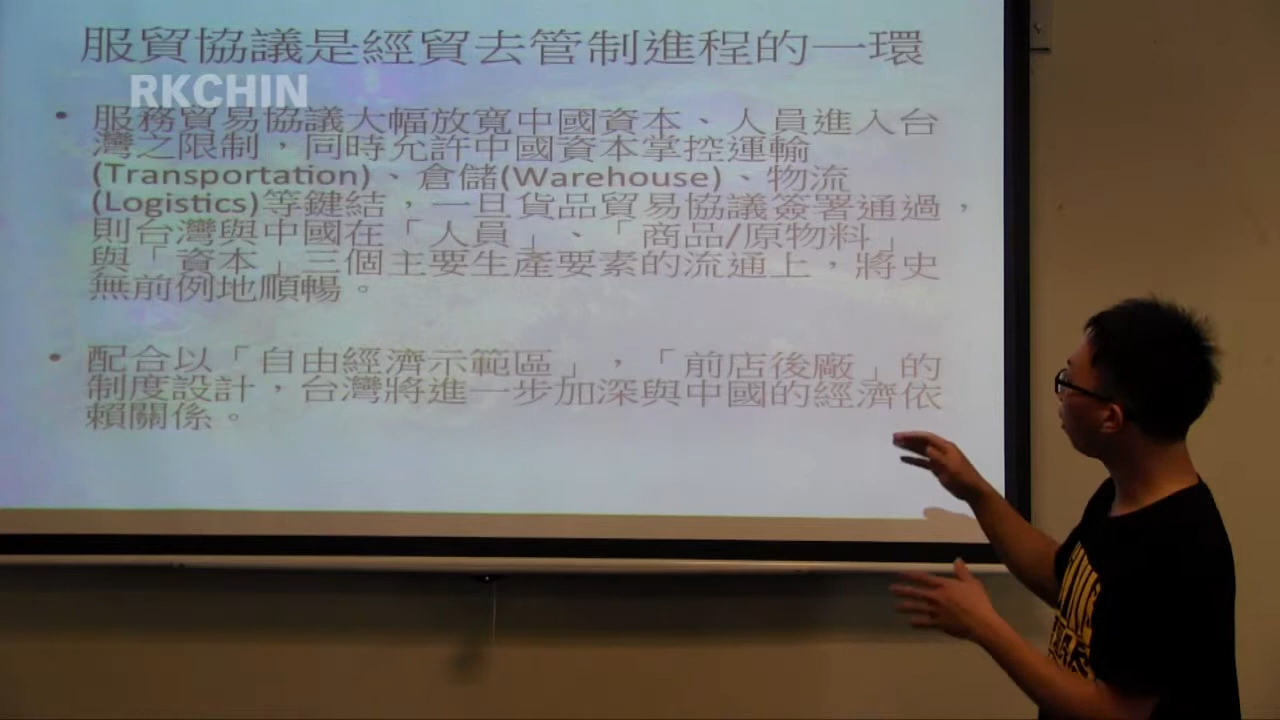 服貿協議是經貿去管制進程的一環
RKCHIN
• 服務貿易協議大幅放寬中國資本、人員進入台
灣之限制，同時允許中國資本掌控運輸
(Transportation)、倉儲(Warehouse)、物流
(Logistics)等鍵結，一旦貨品貿易協議簽署通過，
則台灣與中國在「人員」、「商品/原物料」
與「資本」三個主要生產要素的流通上，將史
無前例地順暢。
• 配合以「自由經濟示範區」，「前店後廠」的
制度設計，台灣將進一步加深與中國的經濟依
賴關係。